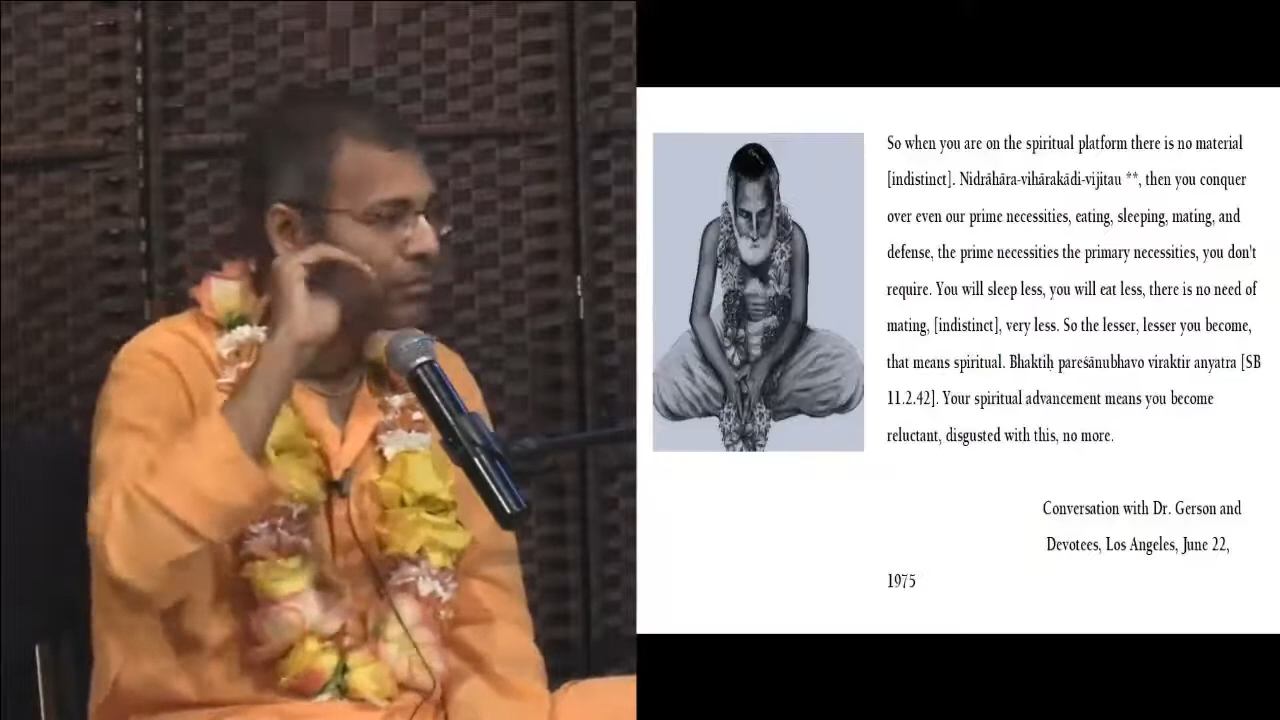 So when you are on the spiritual platform there is no material
[indistinct]. Nidrāhāra-vihārakādi-vijitau **, then you conquer
over even our prime necessities, eating, sleeping, mating, and
defense, the prime necessities the primary necessities, you don't
require. You will sleep less, you will eat less, there is no need of
mating, [indistinct], very less. So the lesser, lesser you become,
that means spiritual. Bhaktiḥ pareśānubhavo viraktir anyatra [SB
11.2.42]. Your spiritual advancement means you become
reluctant, disgusted with this, no more.
Conversation with Dr. Gerson and
Devotees, Los Angeles, June 22,
1975